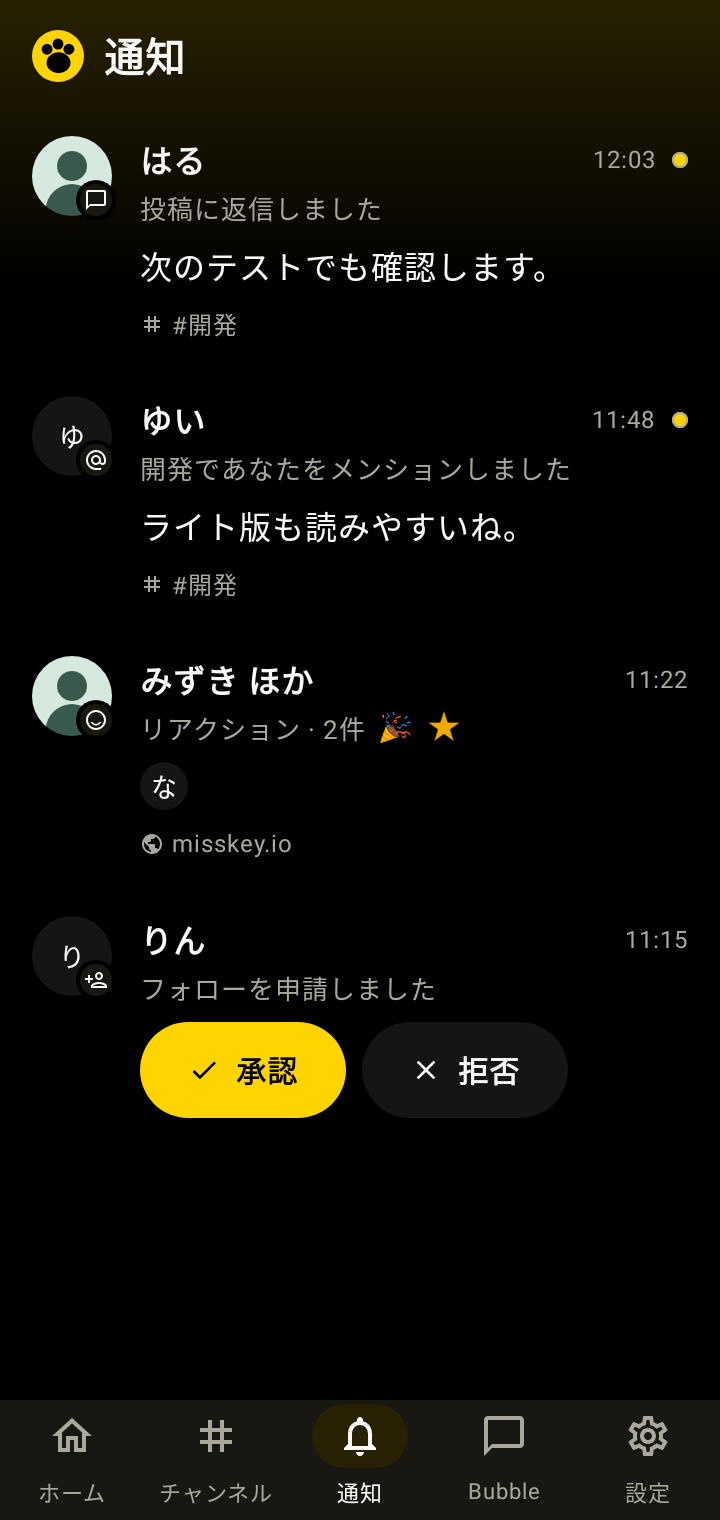 通知
はる 12:03
投稿に返信しました
次のテストでも確認します。
#開発
ゆ
ゆい 11:48
開発であなたをメンションしました
ライト版も読みやすいね。
#開発
みずき ほか 11:22
リアクション · 2件 🎉 ★
な
misskey.io
り
りん 11:15
フォローを申請しました
承認 拒否
ホーム チャンネル 通知 Bubble 設定